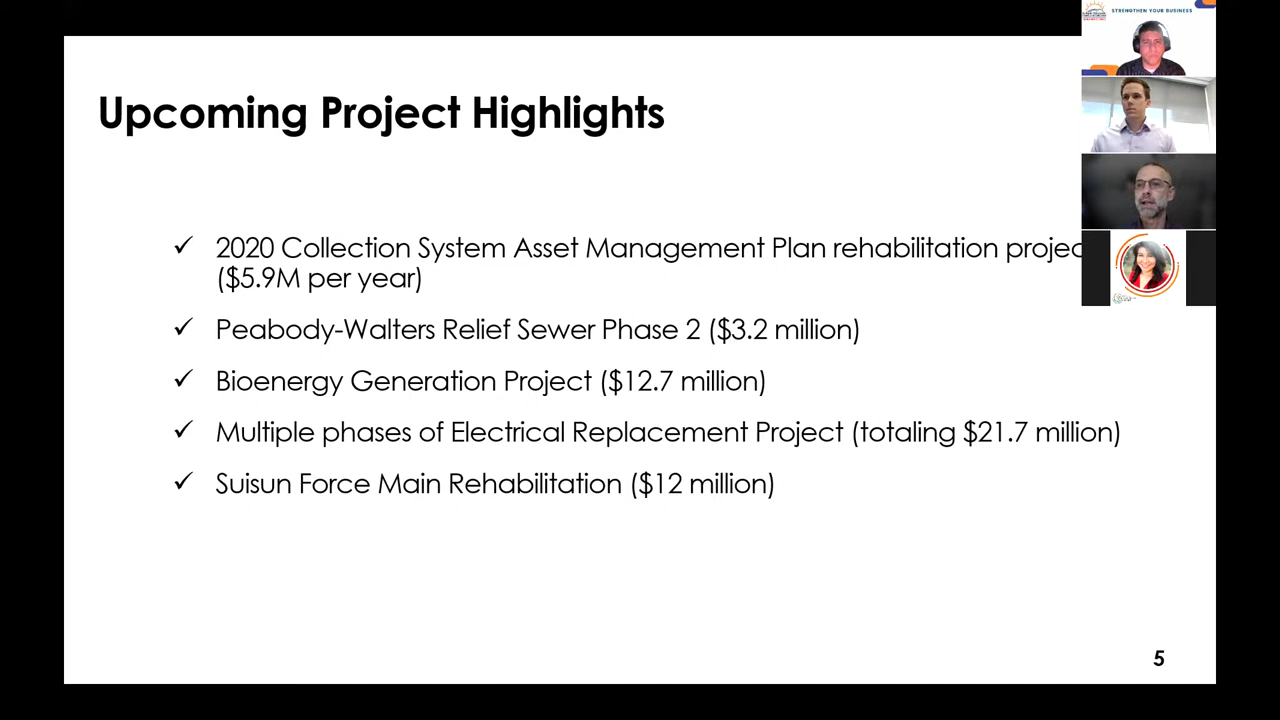 STRENGTHEN YOUR BUSINESS
Upcoming Project Highlights
✓ 2020 Collection System Asset Management Plan rehabilitation projec
($5.9M per year)
✓ Peabody-Walters Relief Sewer Phase 2 ($3.2 million)
✓ Bioenergy Generation Project ($12.7 million)
✓ Multiple phases of Electrical Replacement Project (totaling $21.7 million)
✓ Suisun Force Main Rehabilitation ($12 million)
5